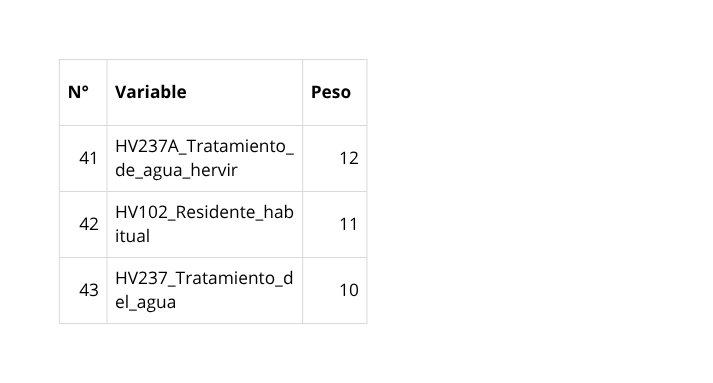 N° Variable Peso
41 HV237A_Tratamiento_
de_agua_hervir 12
42 HV102_Residente_hab
itual 11
43 HV237_Tratamiento_d
el_agua 10